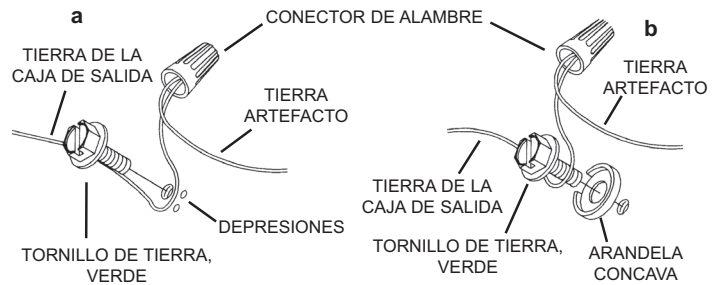 a
CONECTOR DE ALAMBRE
b
TIERRA DE LA
CAJA DE SALIDA
TIERRA
ARTEFACTO
TIERRA
ARTEFACTO
TIERRA DE LA
CAJA DE SALIDA
DEPRESIONES
TORNILLO DE TIERRA,
VERDE
TORNILLO DE TIERRA,
VERDE
ARANDELA
CONCAVA